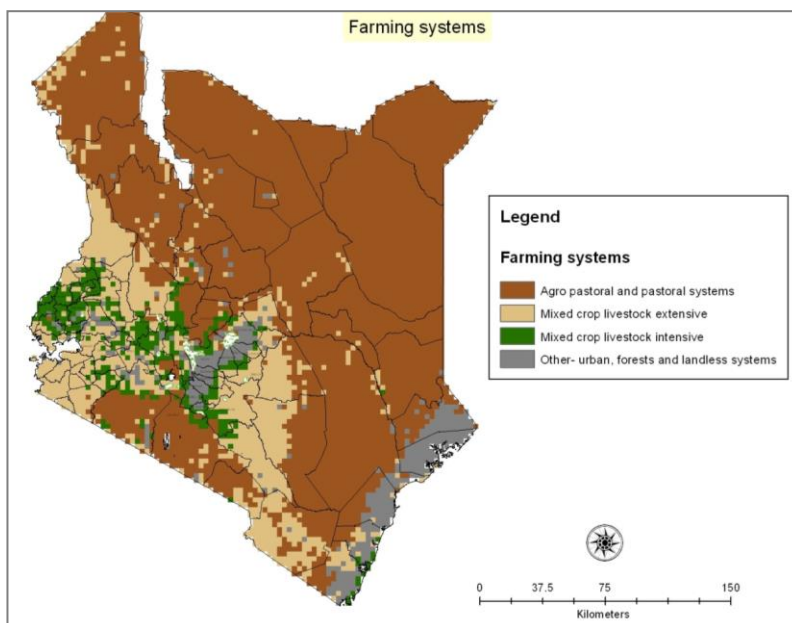 Farming systems
Legend
Farming systems
Agro pastoral and pastoral systems
Mixed crop livestock extensive
Mixed crop livestock intensive
Other- urban, forests and landless systems
0 37.5 75 150
Kilometers